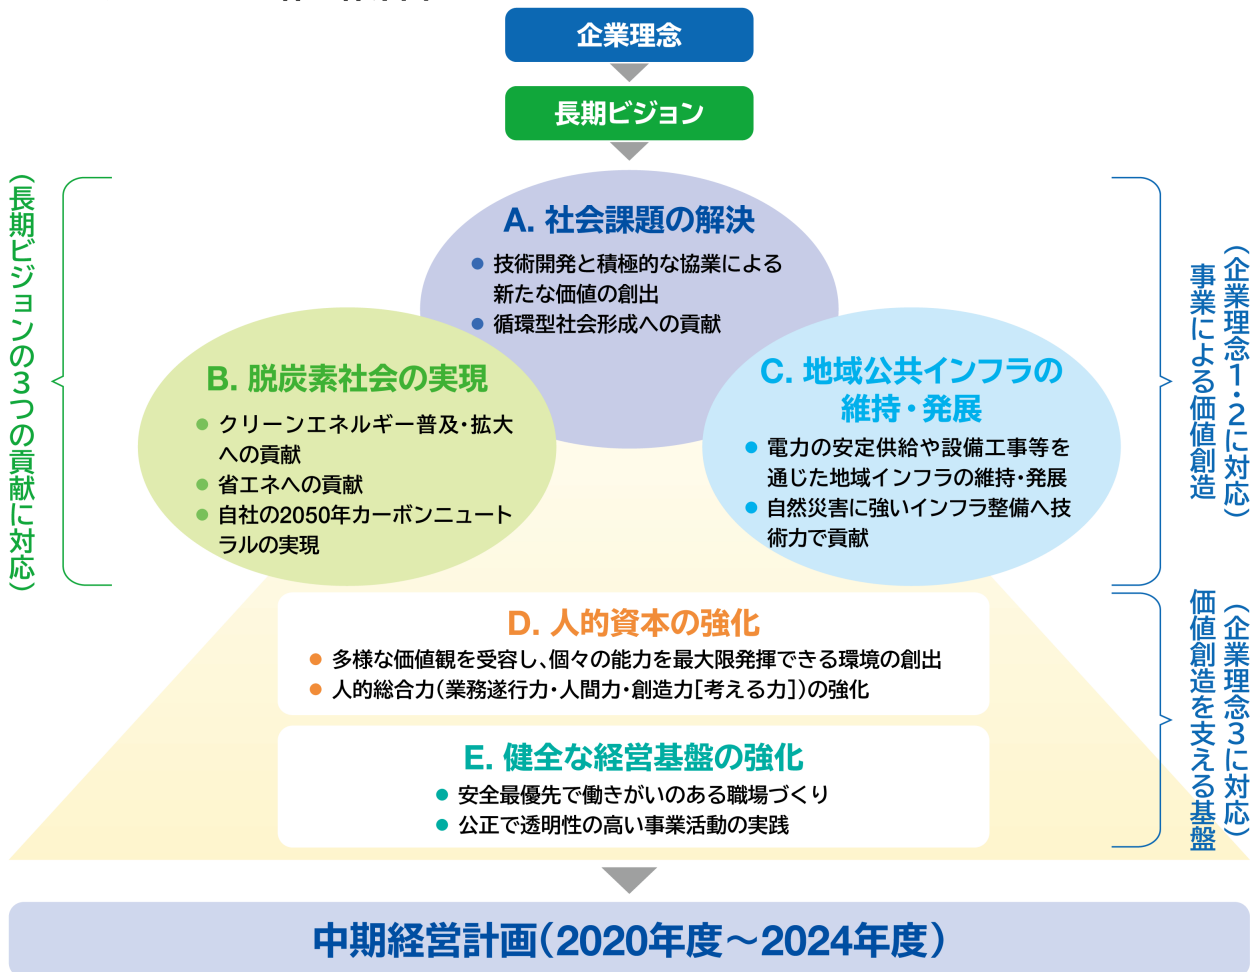 企業理念
長期ビジョン
(長期ビジョンの3つの貢献に対応)
A. 社会課題の解決
● 技術開発と積極的な協業による
新たな価値の創出
● 循環型社会形成への貢献
B. 脱炭素社会の実現
● クリーンエネルギー普及・拡大
への貢献
● 省エネへの貢献
● 自社の2050年カーボンニュート
ラルの実現
C. 地域公共インフラの
維持・発展
● 電力の安定供給や設備工事等を
通じた地域インフラの維持・発展
● 自然災害に強いインフラ整備へ技
術力で貢献
(企業理念1・2に対応)
事業による価値創造
D. 人的資本の強化
● 多様な価値観を受容し、個々の能力を最大限発揮できる環境の創出
● 人的総合力(業務遂行力・人間力・創造力[考える力])の強化
E. 健全な経営基盤の強化
● 安全最優先で働きがいのある職場づくり
● 公正で透明性の高い事業活動の実践
(企業理念3に対応)
価値創造を支える基盤
中期経営計画(2020年度～2024年度)